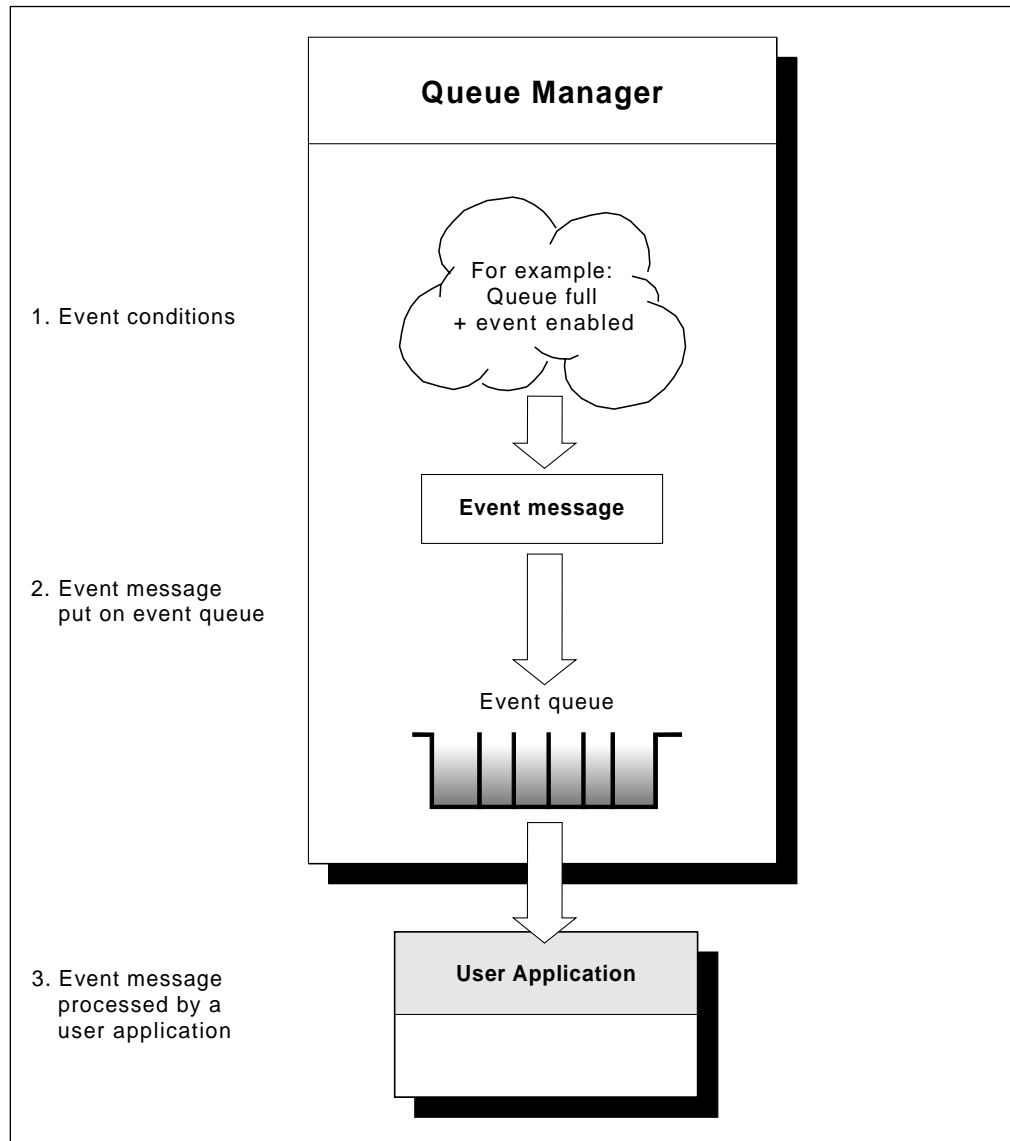 Queue Manager
For example:
Queue full
+ event enabled
1. Event conditions
Event message
2. Event message
put on event queue
Event queue
User Application
3. Event message
processed by a
user application